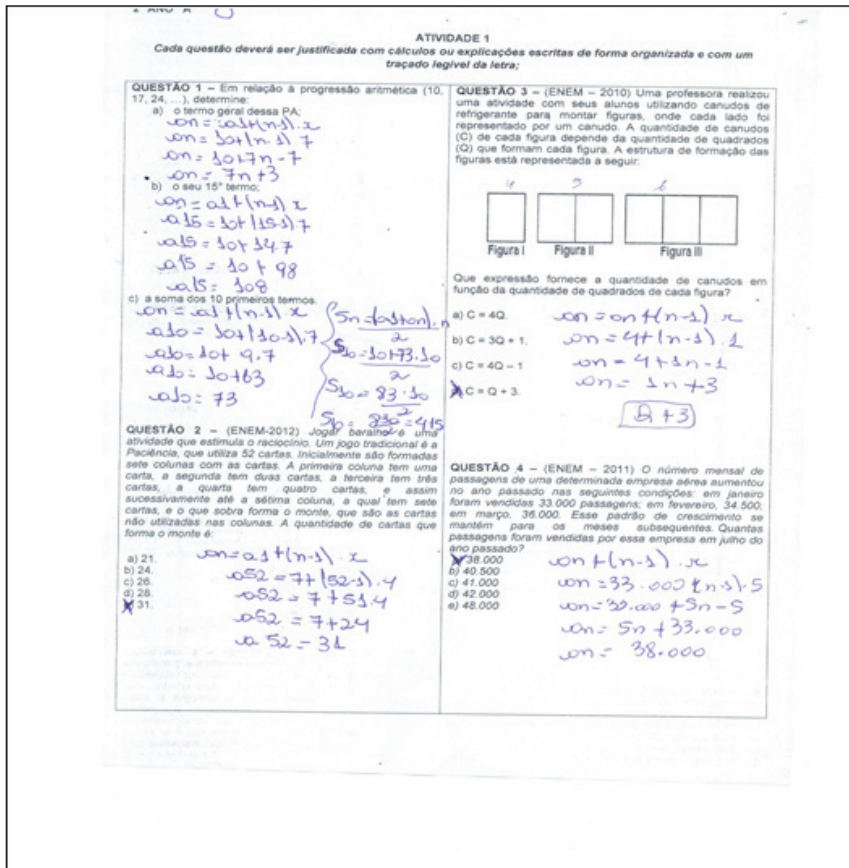 2 ANO A
ATIVIDADE 1
Cada questão deverá ser justificada com cálculos ou explicações escritas de forma organizada e com um
traçado legível da letra;
QUESTÃO 1 – Em relação à progressão aritmética (10,
17, 24, ...), determine:
a) o termo geral dessa PA;
an = a1+(n-1).r
an = 10+(n-1) 7
an = 10+7n-7
an = 7n+3
b) o seu 15° termo;
an = a1+(n-1) r
a15 = 10+(15-1).7
a15 = 10+14.7
a15 = 10+98
a15 = 108
c) a soma dos 10 primeiros termos.
an = a1+(n-1).r
a10 = 10+(10-1).7
a10 = 10+9.7
a10 = 10+63
a10 = 73
Sn = (a1+an).n
2
S10 = 10+73.10
2
S10 = 83.10
2
S10 = 830 = 415
QUESTÃO 2 – (ENEM-2012) Jogar baralho é uma
atividade que estimula o raciocínio. Um jogo tradicional é a
Paciência, que utiliza 52 cartas. Inicialmente são formadas
sete colunas com as cartas. A primeira coluna tem uma
carta, a segunda tem duas cartas, a terceira tem três
cartas, a quarta tem quatro cartas, e assim
sucessivamente até a sétima coluna, a qual tem sete
cartas, e o que sobra forma o monte, que são as cartas
não utilizadas nas colunas. A quantidade de cartas que
forma o monte é:
a) 21.
b) 24.
c) 26.
d) 28.
31.
an = a1+(n-1).r
a52 = 7+(52-1).4
a52 = 7+51.4
a52 = 7+24
a52 = 31
QUESTÃO 3 – (ENEM – 2010) Uma professora realizou
uma atividade com seus alunos utilizando canudos de
refrigerante para montar figuras, onde cada lado foi
representado por um canudo. A quantidade de canudos
(C) de cada figura depende da quantidade de quadrados
(Q) que formam cada figura. A estrutura de formação das
figuras está representada a seguir:
4 5 6
Figura I Figura II Figura III
Que expressão fornece a quantidade de canudos em
função da quantidade de quadrados de cada figura?
a) C = 4Q.
b) C = 3Q + 1.
c) C = 4Q – 1
C = Q + 3.
an = an+(n-1).r
an = 4+(n-1).1
an = 4+1n-1
an = 1n+3
Q+3
QUESTÃO 4 – (ENEM – 2011) O número mensal de
passagens de uma determinada empresa aérea aumentou
no ano passado nas seguintes condições: em janeiro
foram vendidas 33.000 passagens; em fevereiro, 34.500;
em março, 36.000. Esse padrão de crescimento se
mantém para os meses subsequentes. Quantas
passagens foram vendidas por essa empresa em julho do
ano passado?
38.000
b) 40.500
c) 41.000
d) 42.000
e) 48.000
an+(n-1).r
an = 33.000 (n-1).5
an = 33.000 +5n-5
an = 5n+33.000
an = 38.000